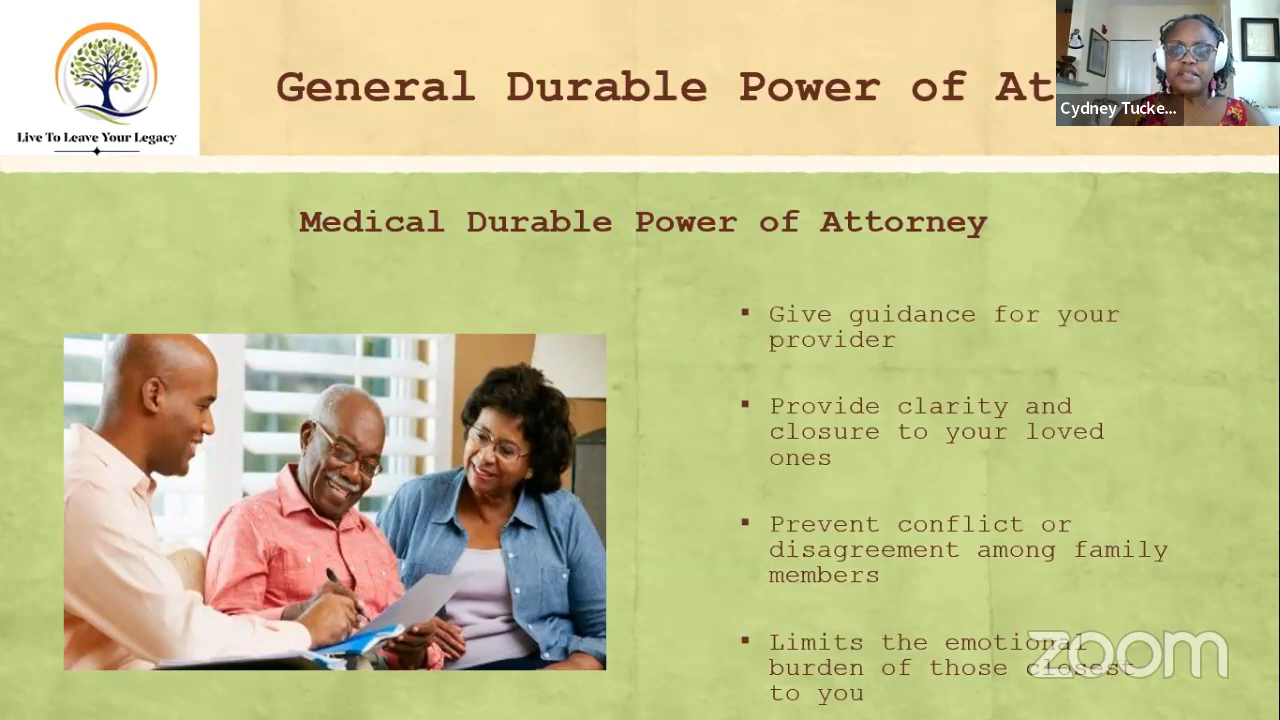 Live To Leave Your Legacy
General Durable Power of At
Cydney Tucke...
Medical Durable Power of Attorney
▪ Give guidance for your
provider
▪ Provide clarity and
closure to your loved
ones
▪ Prevent conflict or
disagreement among family
members
▪ Limits the emotional
burden of those closest
to you
zoom